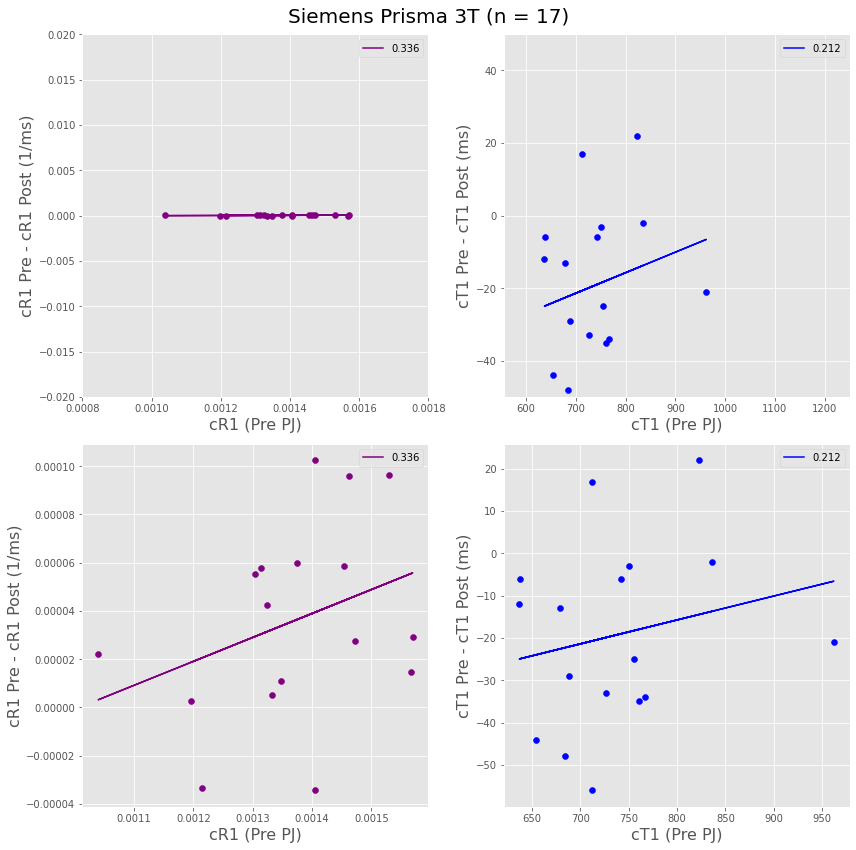 Siemens Prisma 3T (n = 17)
0.336
cR1 Pre - cR1 Post (1/ms)
0.020
0.015
0.010
0.005
0.000
−0.005
−0.010
−0.015
−0.020
0.0008 0.0010 0.0012 0.0014 0.0016 0.0018
cR1 (Pre PJ)
0.212
cT1 Pre - cT1 Post (ms)
40
20
0
−20
−40
600 700 800 900 1000 1100 1200
cT1 (Pre PJ)
0.336
cR1 Pre - cR1 Post (1/ms)
0.00010
0.00008
0.00006
0.00004
0.00002
0.00000
−0.00002
−0.00004
0.0011 0.0012 0.0013 0.0014 0.0015
cR1 (Pre PJ)
0.212
cT1 Pre - cT1 Post (ms)
20
10
0
−10
−20
−30
−40
−50
650 700 750 800 850 900 950
cT1 (Pre PJ)